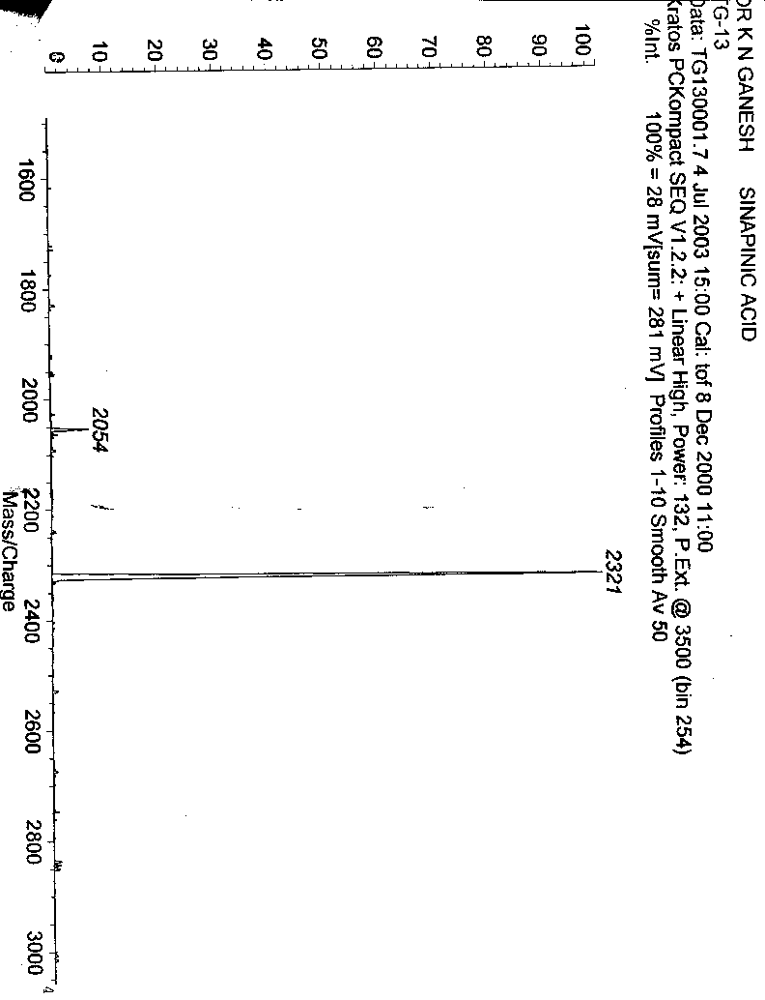 DR K N GANESH SINAPINIC ACID
TG-13
Data: TG130001.7 4 Jul 2003 15:00 Cal: tof 8 Dec 2000 11:00
Kratos PCKompact SEQ V1.2.2: + Linear High, Power: 132, P.Ext. @ 3500 (bin 254)
%Int. 100% = 28 mV[sum= 281 mV] Profiles 1-10 Smooth Av 50
100
90
80
70
60
50
40
30
20
10
0
2321
2054
1600 1800 2000 2200 2400 2600 2800 3000
Mass/Charge